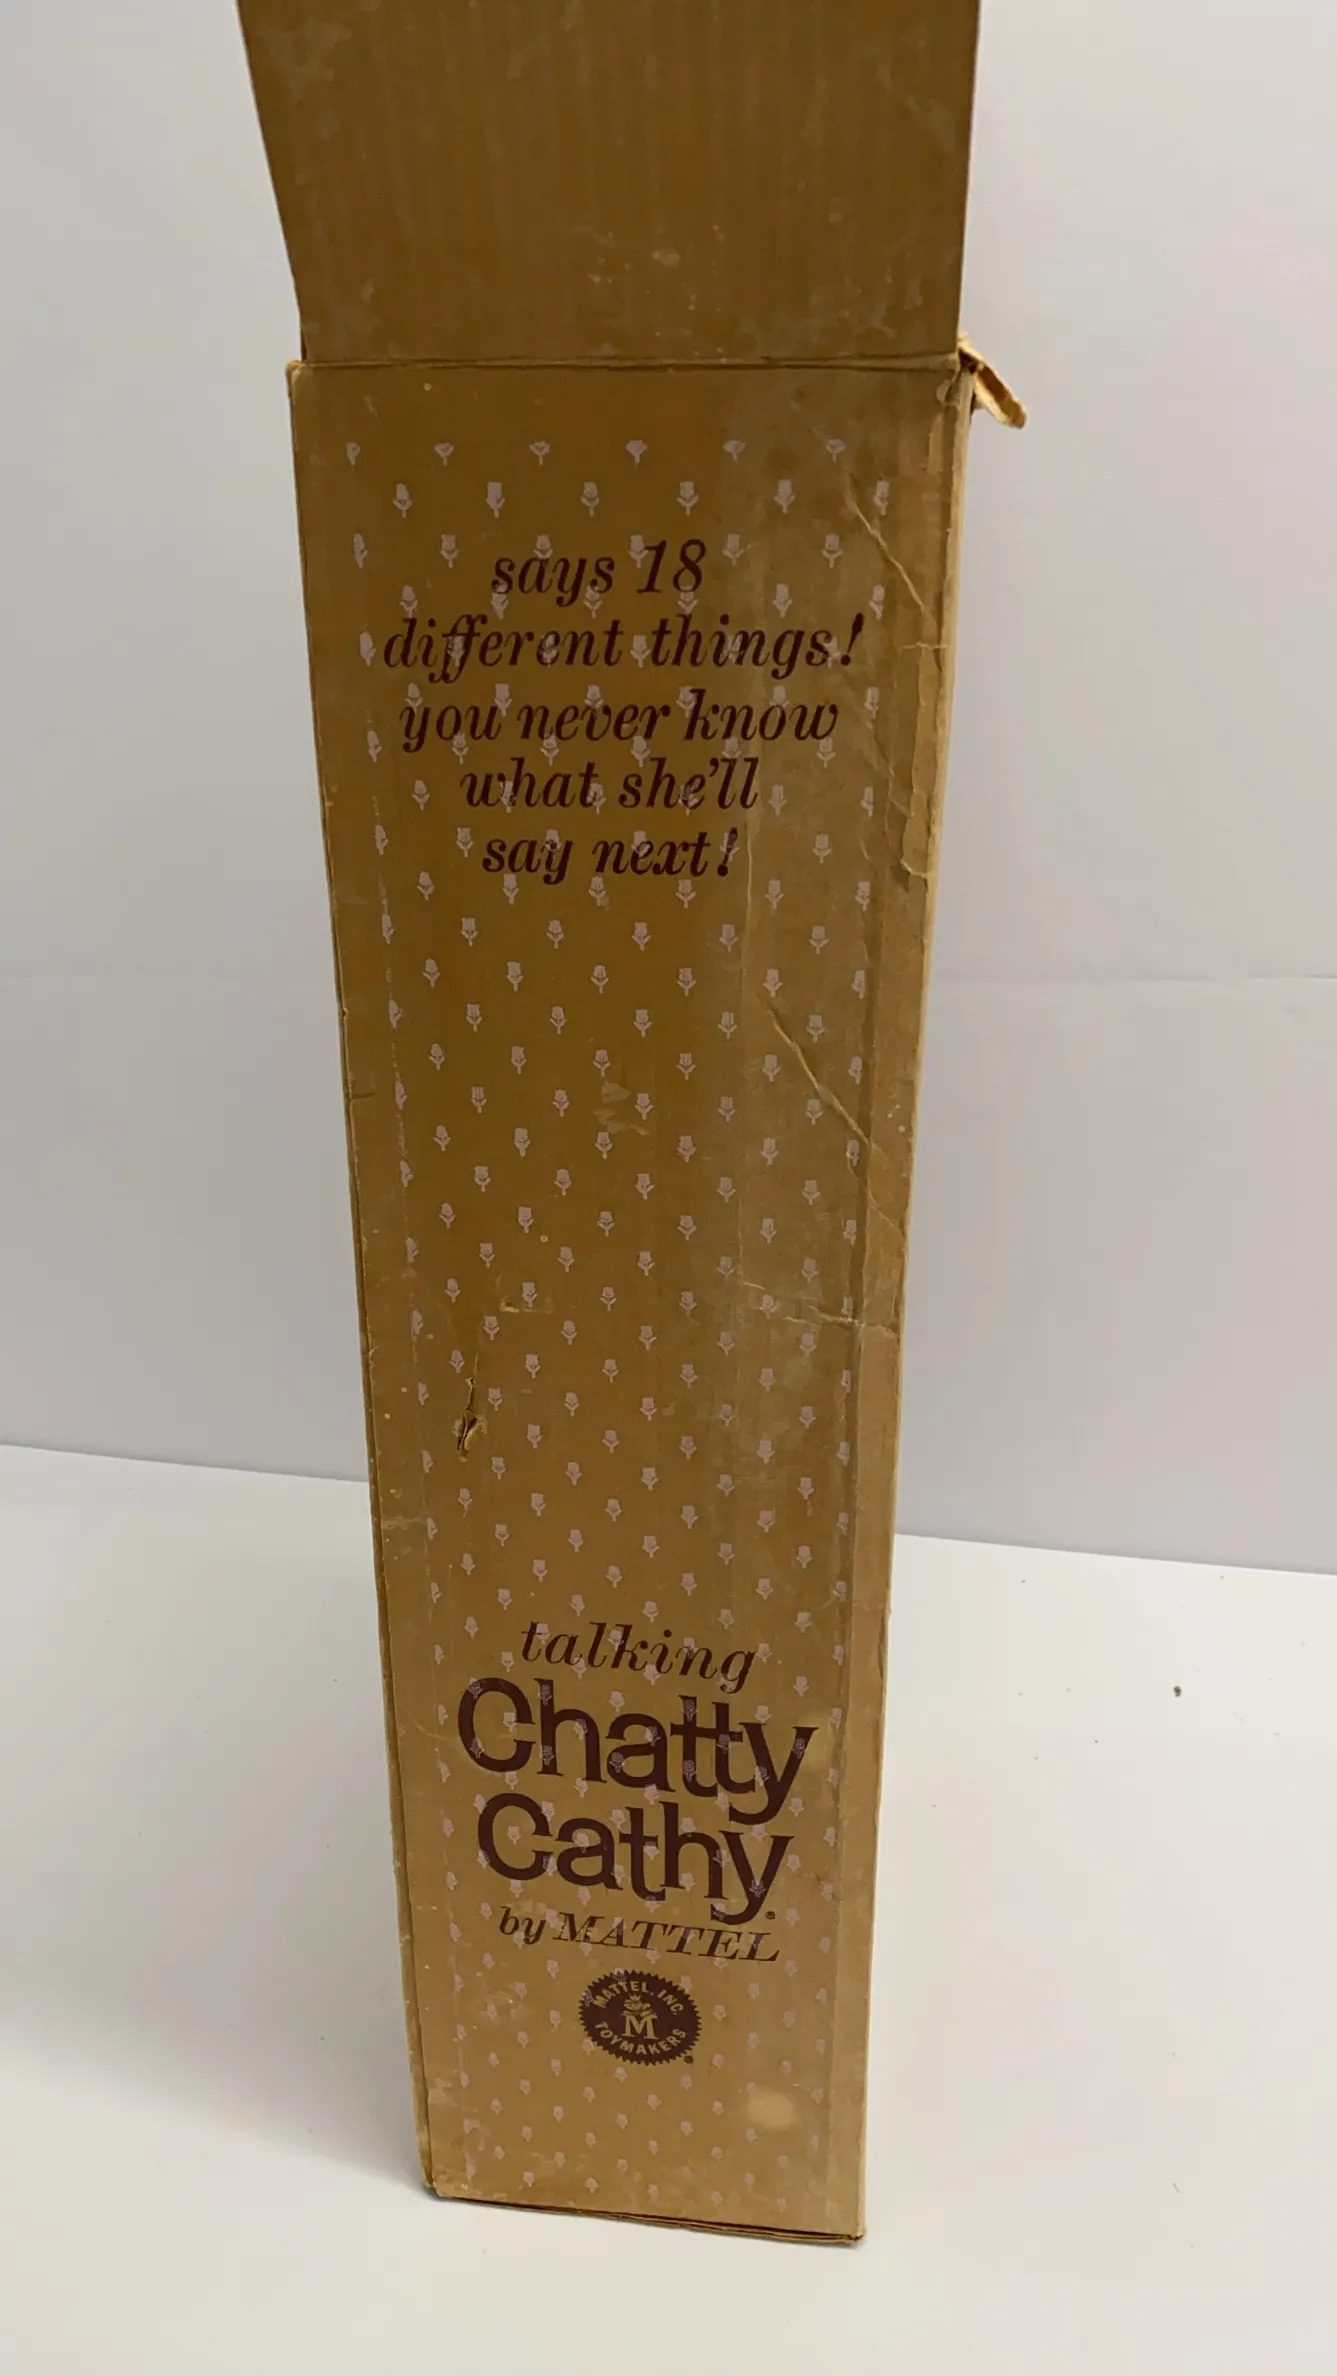 says 18
different things!
you never know
what she'll
say next!
talking
Chatty
Cathy®
by MATTEL
MATTEL, INC.
M
TOYMAKERS
®